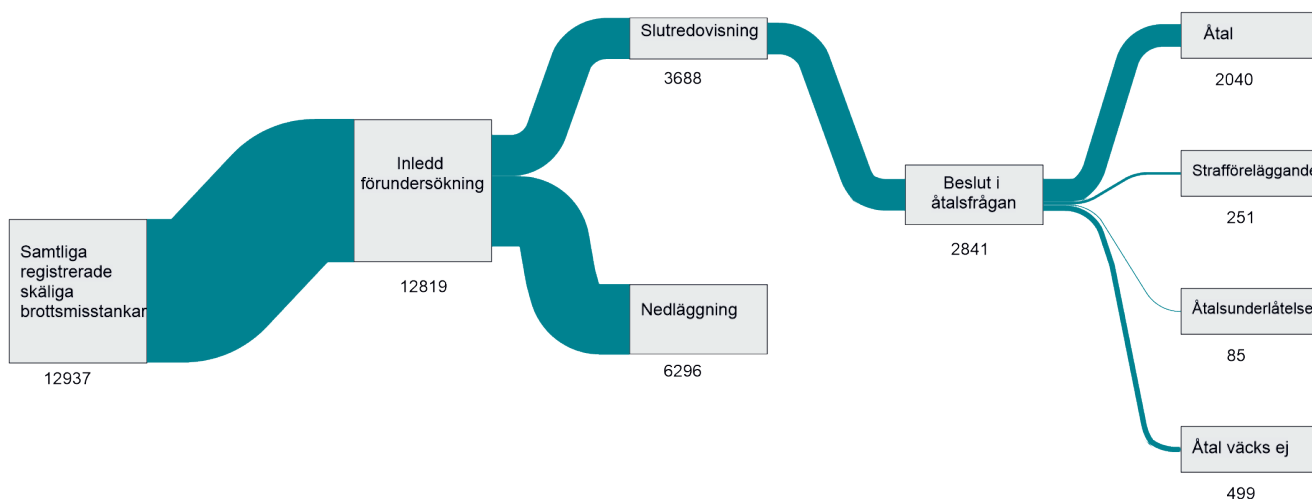 Samtliga
registrerade
skäliga
brottsmisstankar
12937
Inledd
förundersökning
12819
Slutredovisning
3688
Nedläggning
6296
Beslut i
åtalsfrågan
2841
Åtal
2040
Strafföreläggande
251
Åtalsunderlåtelse
85
Åtal väcks ej
499